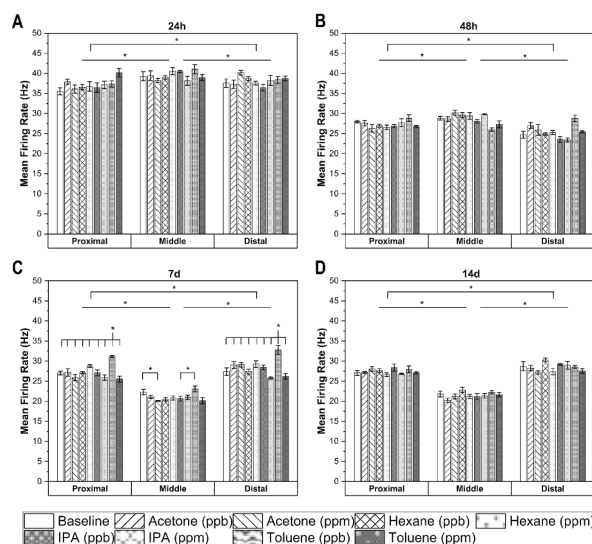 A
24h
*
*
*
Mean Firing Rate (Hz)
50
45
40
35
30
25
20
15
10
5
0
Proximal
Middle
Distal
B
48h
*
*
*
Mean Firing Rate (Hz)
50
45
40
35
30
25
20
15
10
5
0
Proximal
Middle
Distal
C
7d
*
*
*
*
*
*
*
Mean Firing Rate (Hz)
50
45
40
35
30
25
20
15
10
5
0
Proximal
Middle
Distal
D
14d
*
*
*
Mean Firing Rate (Hz)
50
45
40
35
30
25
20
15
10
5
0
Proximal
Middle
Distal
Baseline Acetone (ppb) Acetone (ppm) Hexane (ppb) Hexane (ppm)
IPA (ppb) IPA (ppm) Toluene (ppb) Toluene (ppm)